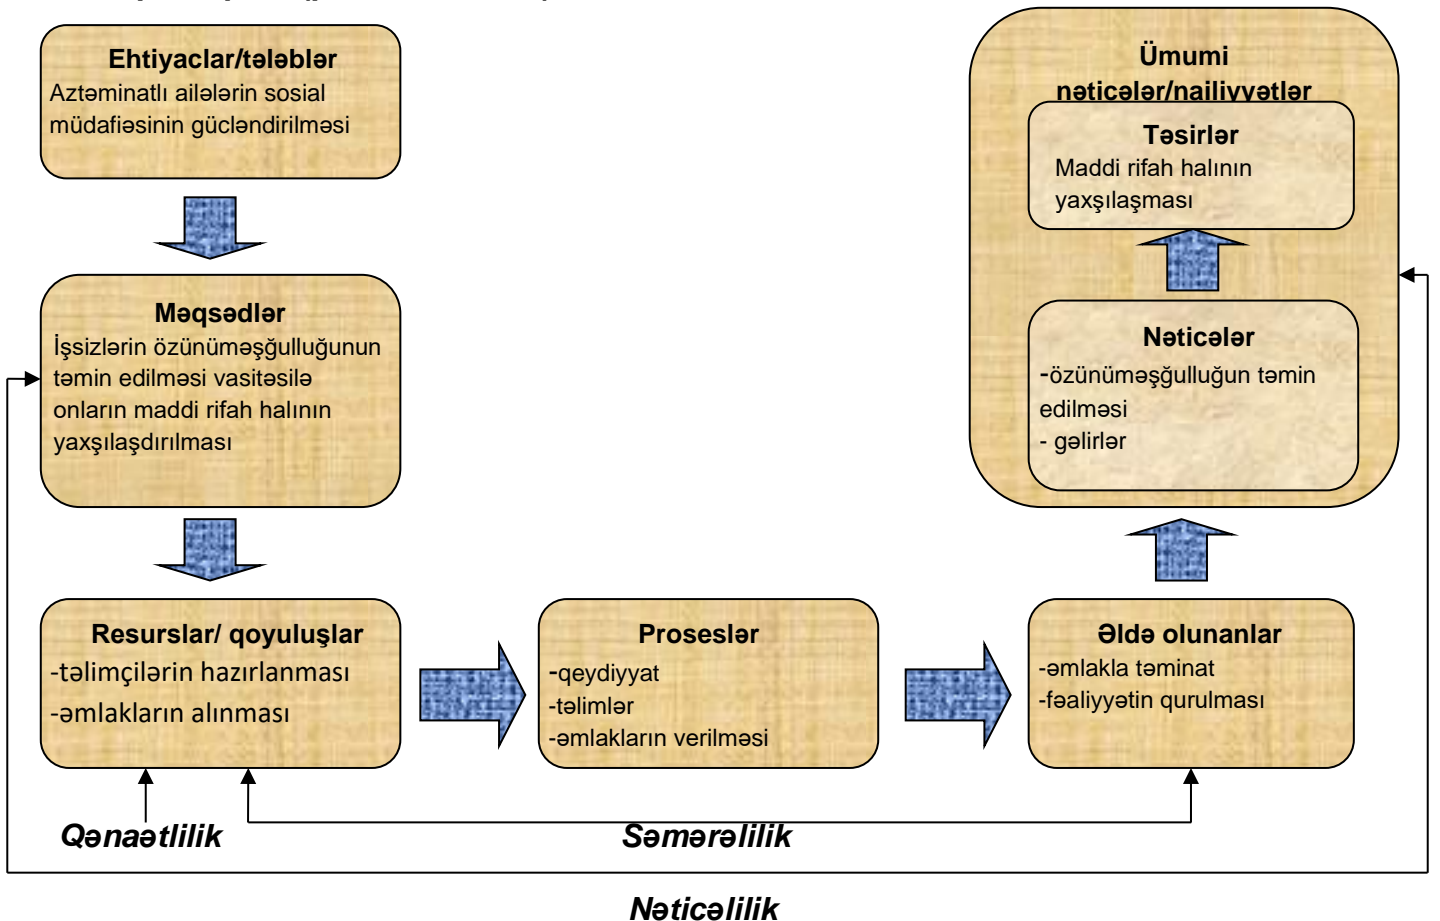 Ehtiyaclar/tələblər
Aztəminatlı ailələrin sosial
müdafiəsinin gücləndirilməsi
Məqsədlər
İşsizlərin özünüməşğulluğunun
təmin edilməsi vasitəsilə
onların maddi rifah halının
yaxşılaşdırılması
Resurslar/ qoyuluşlar
-təlimçilərin hazırlanması
-əmlakların alınması
Proseslər
-qeydiyyat
-təlimlər
-əmlakların verilməsi
Əldə olunanlar
-əmlakla təminat
-fəaliyyətin qurulması
Ümumi
nəticələr/nailiyyətlər
Təsirlər
Maddi rifah halının
yaxşılaşması
Nəticələr
-özünüməşğulluğun təmin
edilməsi
- gəlirlər
Qənaətlilik
Səmərəlilik
Nəticəlilik